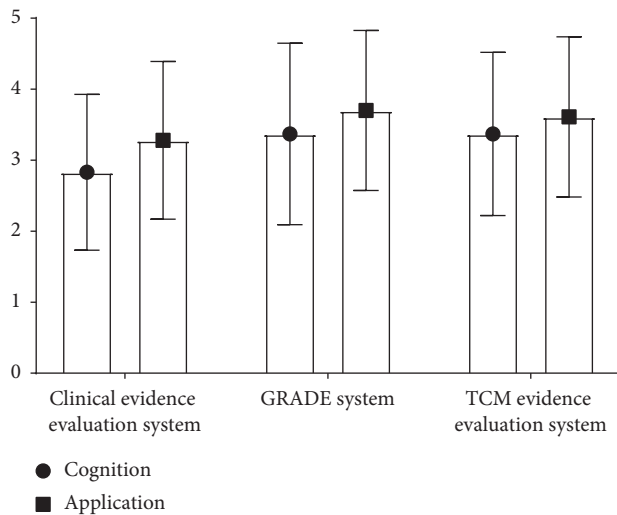 5
4
3
2
1
0
Clinical evidence
evaluation system
GRADE system
TCM evidence
evaluation system
Cognition
Application